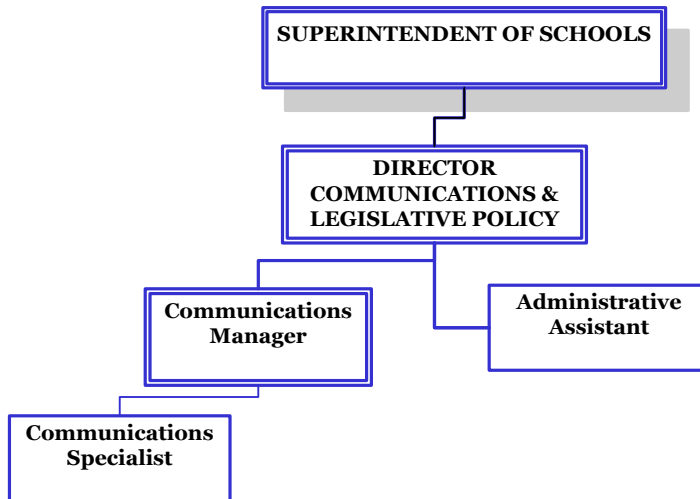 SUPERINTENDENT OF SCHOOLS
DIRECTOR
COMMUNICATIONS &
LEGISLATIVE POLICY
Communications
Manager
Administrative
Assistant
Communications
Specialist